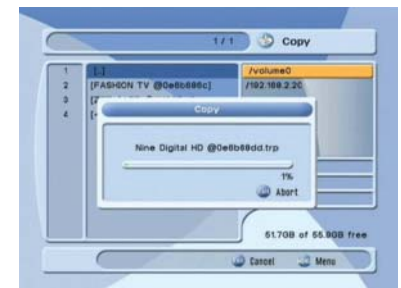 1 / 1 Copy
1 [..] /volume0
2 [FASHION TV @0e6b686c] /192.168.2.20
3
4
Copy
Nine Digital HD @0e6b68dd.trp
1%
Abort
51.7GB of 55.9GB free
Cancel Menu